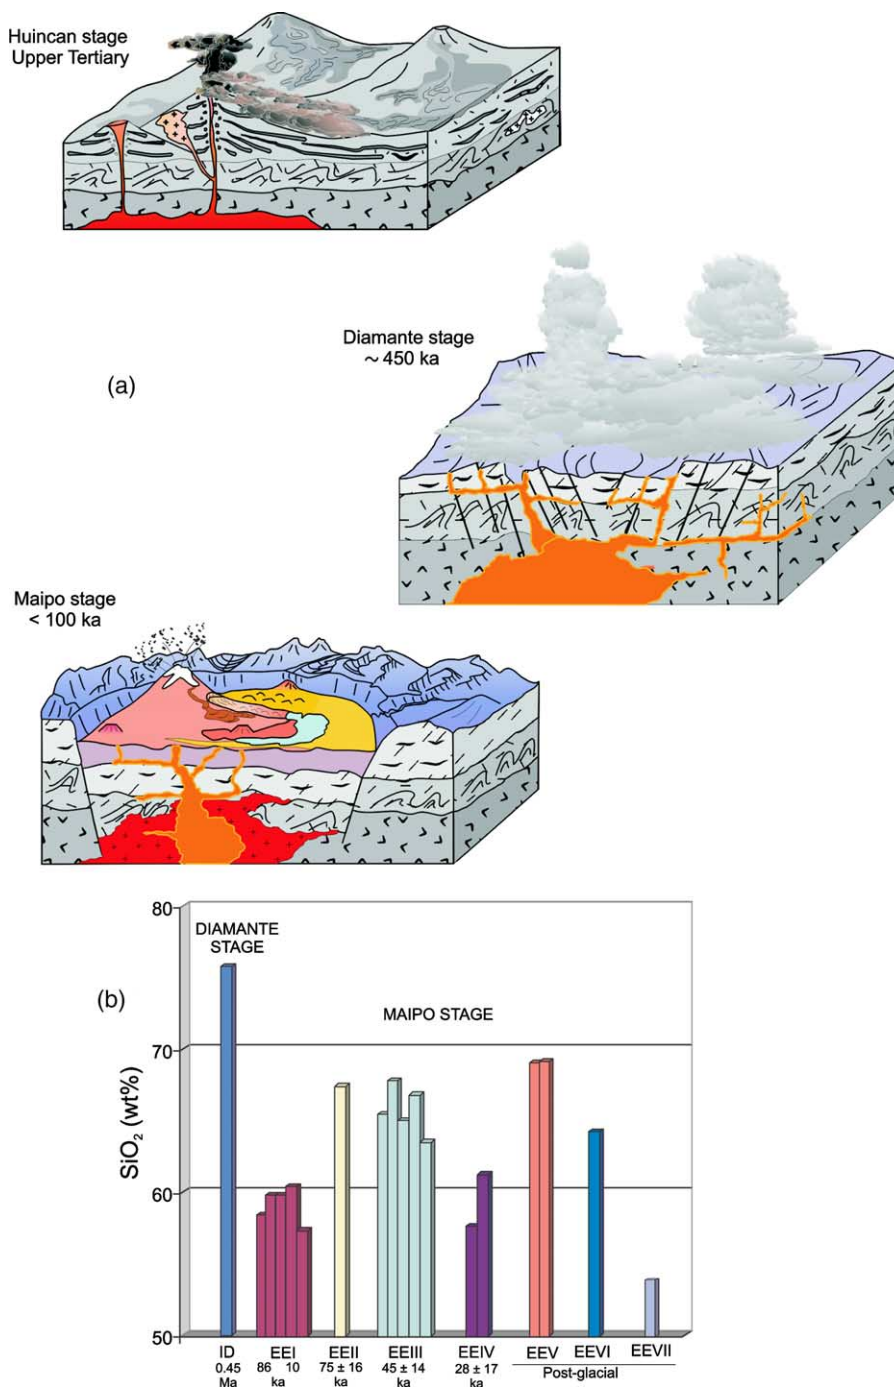 Huincan stage
Upper Tertiary
Diamante stage
~ 450 ka
(a)
Maipo stage
< 100 ka
(b)
80
70
60
50
SiO2 (wt%)
DIAMANTE
STAGE
MAIPO STAGE
ID EEI EEII EEIII EEIV EEV EEVI EEVII
0.45 86 10 75 ± 16 45 ± 14 28 ± 17 Post-glacial
Ma ka ka ka ka